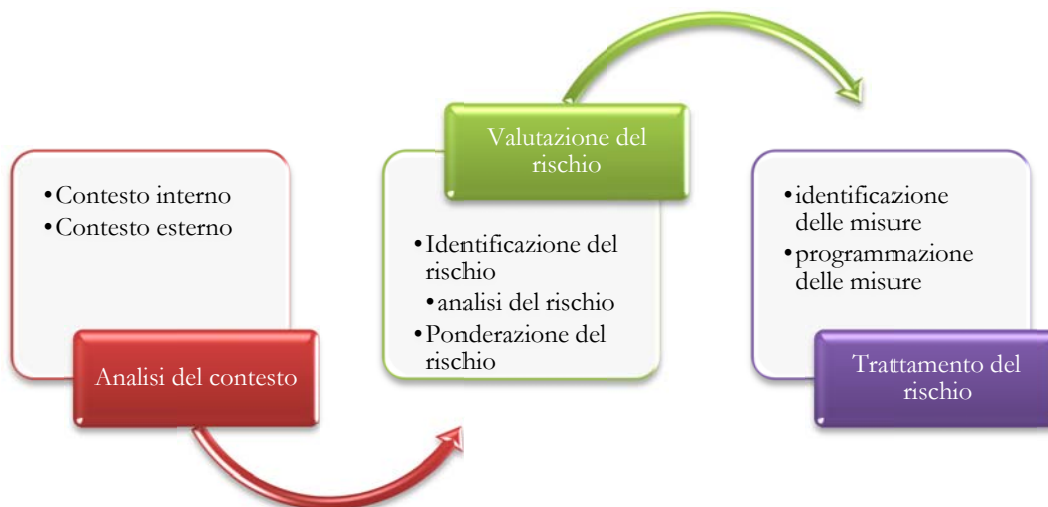 •Contesto interno
•Contesto esterno
Analisi del contesto
Valutazione del
rischio
•Identificazione del
rischio
•analisi del rischio
•Ponderazione del
rischio
•identificazione
delle misure
•programmazione
delle misure
Trattamento del
rischio